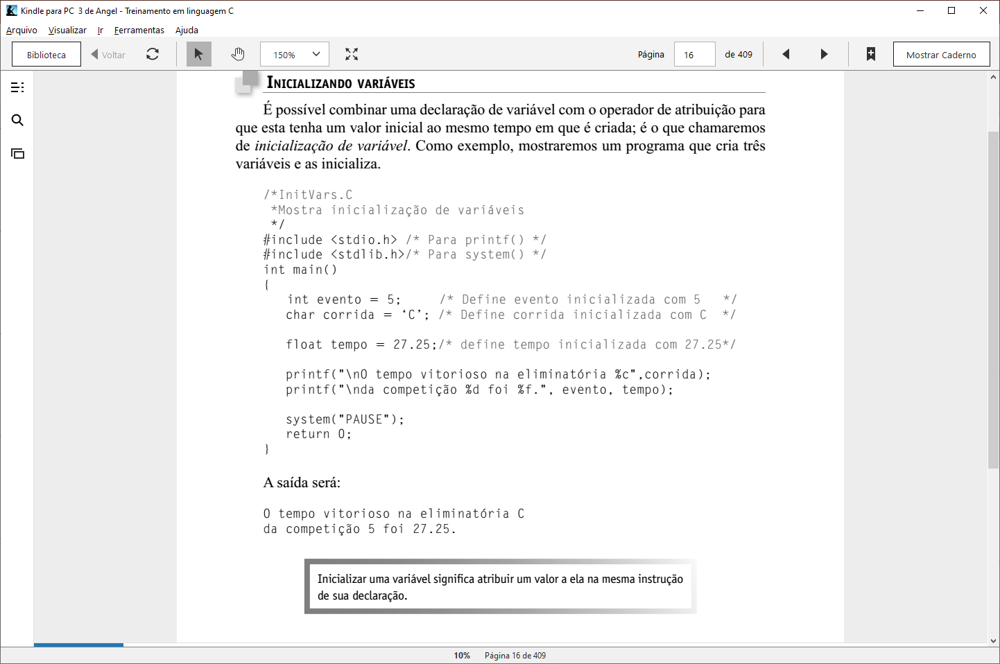 Kindle para PC 3 de Angel - Treinamento em linguagem C
Arquivo Visualizar Ir Ferramentas Ajuda
Biblioteca Voltar 150% Página 16 de 409 Mostrar Caderno
INICIALIZANDO VARIÁVEIS
É possível combinar uma declaração de variável com o operador de atribuição para
que esta tenha um valor inicial ao mesmo tempo em que é criada; é o que chamaremos
de inicialização de variável. Como exemplo, mostraremos um programa que cria três
variáveis e as inicializa.
/*InitVars.C
*Mostra inicialização de variáveis
*/
#include <stdio.h> /* Para printf() */
#include <stdlib.h>/* Para system() */
int main()
{
int evento = 5; /* Define evento inicializada com 5 */
char corrida = ‘C’; /* Define corrida inicializada com C */
float tempo = 27.25;/* define tempo inicializada com 27.25*/
printf("\nO tempo vitorioso na eliminatória %c",corrida);
printf("\nda competição %d foi %f.", evento, tempo);
system("PAUSE");
return 0;
}
A saída será:
O tempo vitorioso na eliminatória C
da competição 5 foi 27.25.
Inicializar uma variável significa atribuir um valor a ela na mesma instrução
de sua declaração.
10% Página 16 de 409